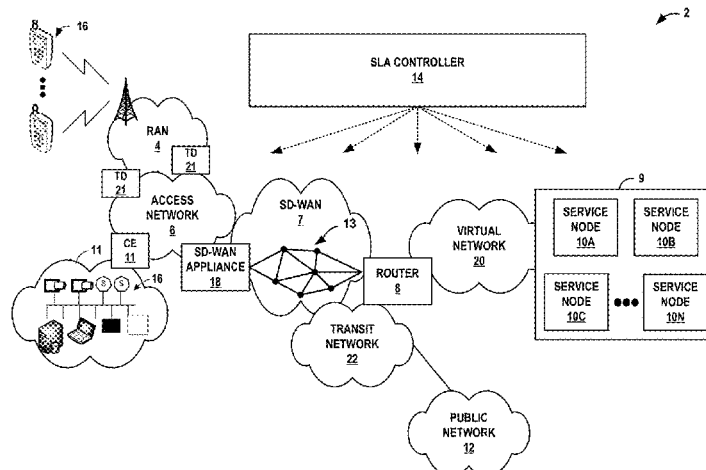 2
16
SLA CONTROLLER
14
RAN
4
TD
21
TD
21
ACCESS
NETWORK
6
SD-WAN
7
13
9
SERVICE
NODE
10A
SERVICE
NODE
10B
VIRTUAL
NETWORK
20
11
CE
11
SD-WAN
APPLIANCE
18
ROUTER
8
16
S
S
SERVICE
NODE
10C
SERVICE
NODE
10N
TRANSIT
NETWORK
22
PUBLIC
NETWORK
12